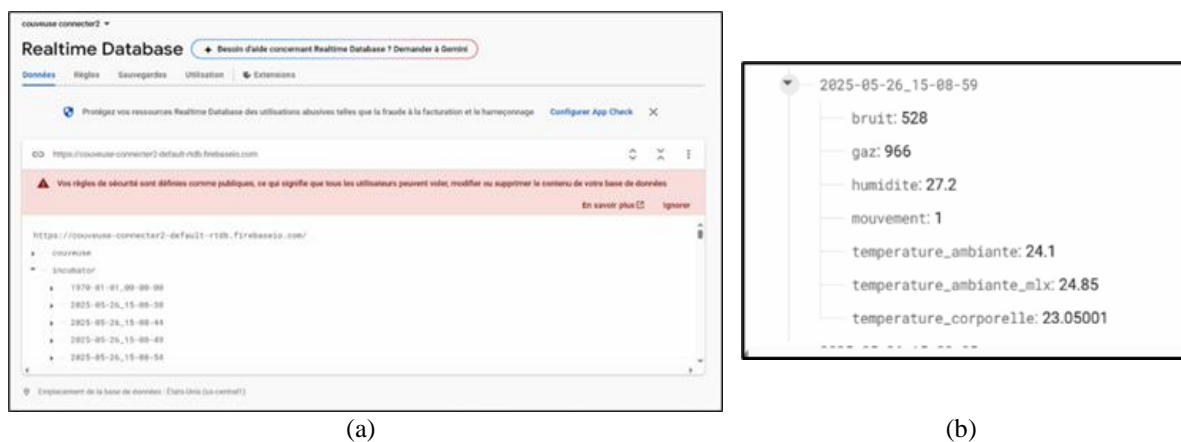 couveuse connecter2
Realtime Database
Besoin d'aide concernant Realtime Database ? Demander à Gemini
Données Règles Sauvegardes Utilisation Extensions
Protégez vos ressources Realtime Database des utilisations abusives telles que la fraude à la facturation et le hameçonnage Configurer App Check
https://couveuse-connecter2-default-rtdb.firebaseio.com
Vos règles de sécurité sont définies comme publiques, ce qui signifie que tous les utilisateurs peuvent voler, modifier ou supprimer le contenu de votre base de données
En savoir plus Ignorer
https://couveuse-connecter2-default-rtdb.firebaseio.com/
couveuse
incubator
1970-01-01_00-00-00
2025-05-26_15-08-38
2025-05-26_15-08-44
2025-05-26_15-08-49
2025-05-26_15-08-54
Emplacement de la base de données : États-Unis (us-central1)
(a)
2025-05-26_15-08-59
bruit: 528
gaz: 966
humidite: 27.2
mouvement: 1
temperature_ambiante: 24.1
temperature_ambiante_mlx: 24.85
temperature_corporelle: 23.05001
(b)